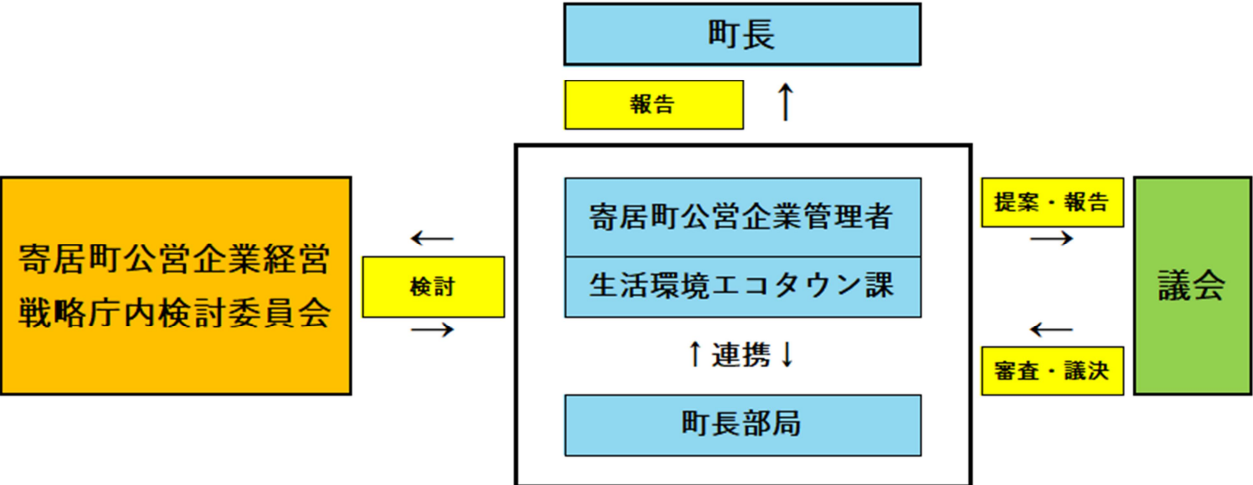 町長
報告
↑
寄居町公営企業経営
戦略庁内検討委員会
←
検討
→
寄居町公営企業管理者
生活環境エコタウン課
↑連携↓
町長部局
提案・報告
→
議会
←
審査・議決